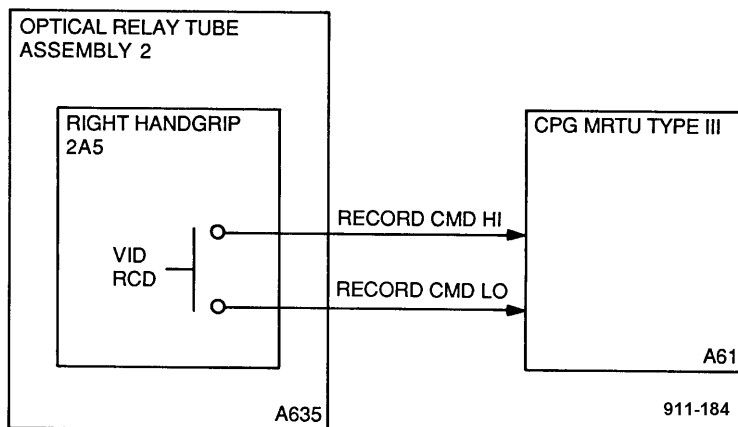 OPTICAL RELAY TUBE
ASSEMBLY 2
RIGHT HANDGRIP
2A5
VID
RCD
RECORD CMD HI
RECORD CMD LO
CPG MRTU TYPE III
A61
A635
911-184